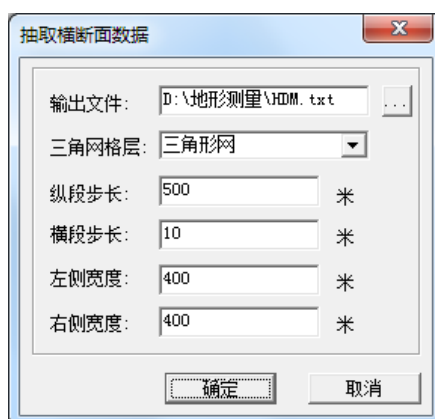 抽取横断面数据
输出文件: D:\地形测量\HDM.txt ...
三角网格层: 三角形网
纵段步长: 500 米
横段步长: 10 米
左侧宽度: 400 米
右侧宽度: 400 米
确定 取消